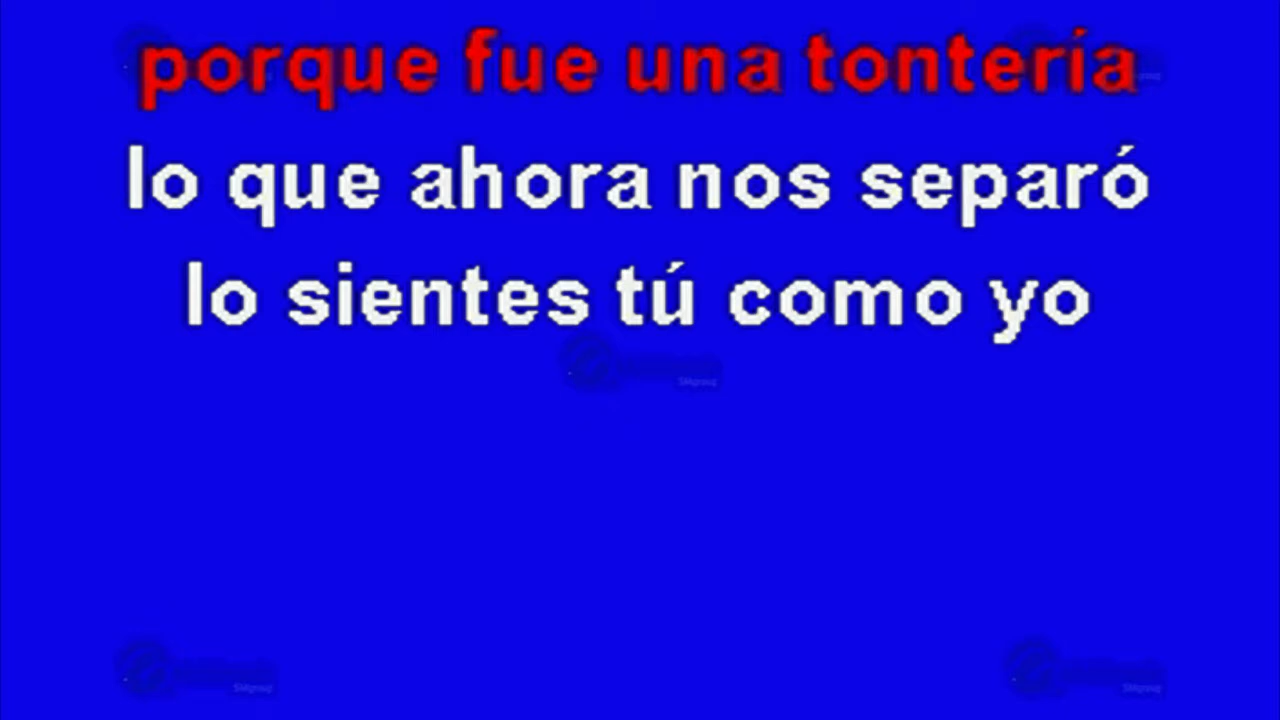 porque fue una tontería
lo que ahora nos separó
lo sientes tú como yo